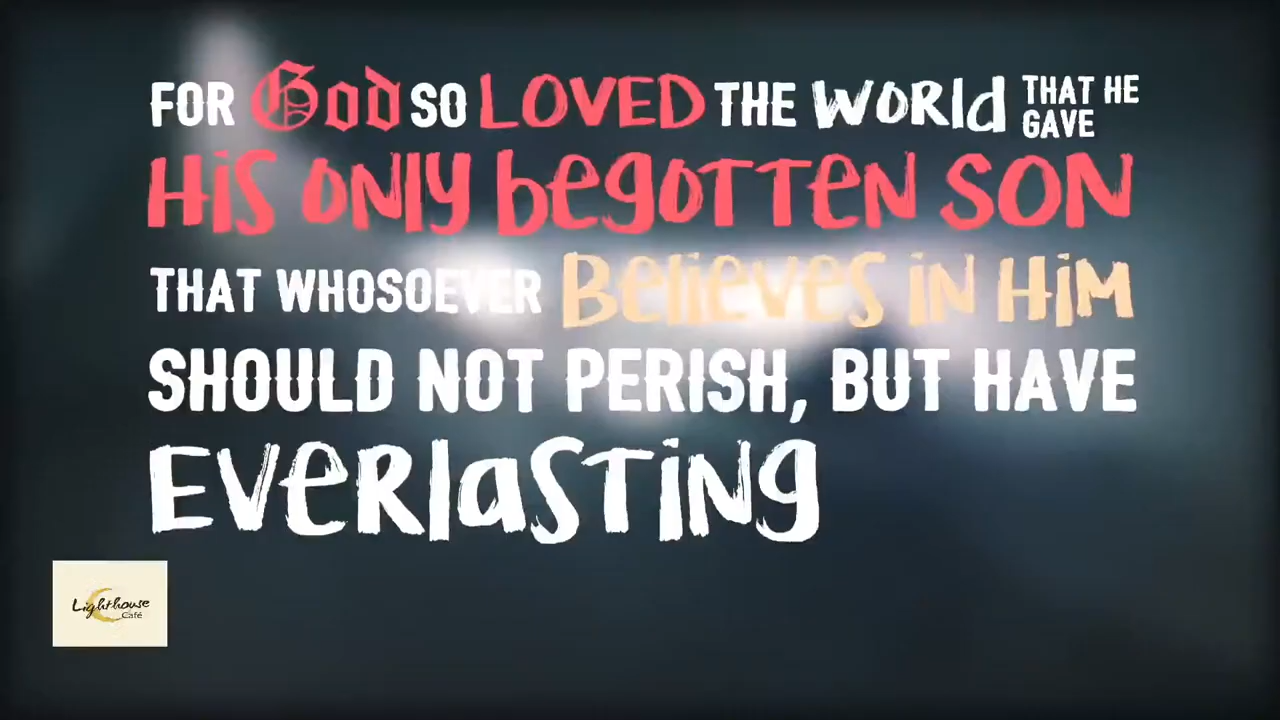 FOR God SO LOVED THE WORld THAT HE GAVE
HiS ONly begOTTeN SON
THAT WHOSOEVER BelieveS iN HiM
SHOULD NOT PERISH, BUT HAVE
EVeRlaSTiNg
Lighthouse
Café